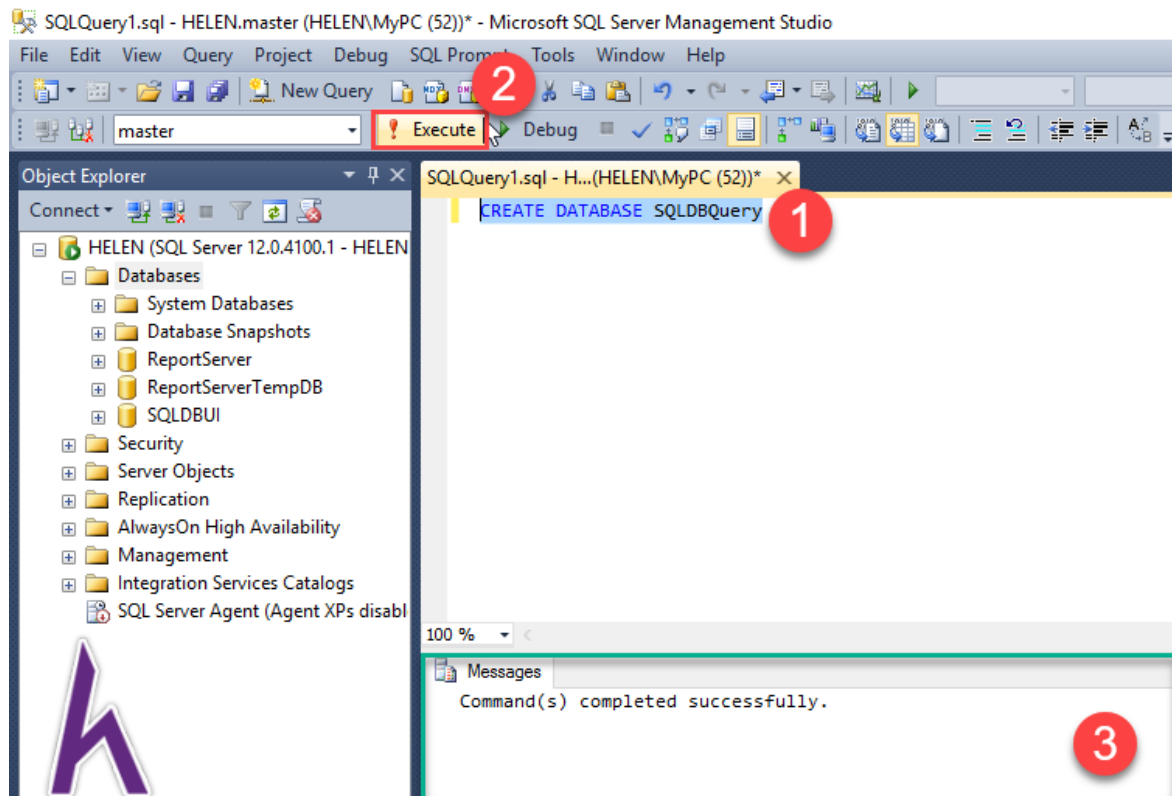 SQLQuery1.sql - HELEN.master (HELEN\MyPC (52))* - Microsoft SQL Server Management Studio
File Edit View Query Project Debug SQL Prompt Tools Window Help
New Query
2
master Execute Debug
Object Explorer
SQLQuery1.sql - H...(HELEN\MyPC (52))*
Connect
CREATE DATABASE SQLDBQuery
1
HELEN (SQL Server 12.0.4100.1 - HELEN
Databases
System Databases
Database Snapshots
ReportServer
ReportServerTempDB
SQLDBUI
Security
Server Objects
Replication
AlwaysOn High Availability
Management
Integration Services Catalogs
SQL Server Agent (Agent XPs disabl
100 %
Messages
Command(s) completed successfully.
3
h